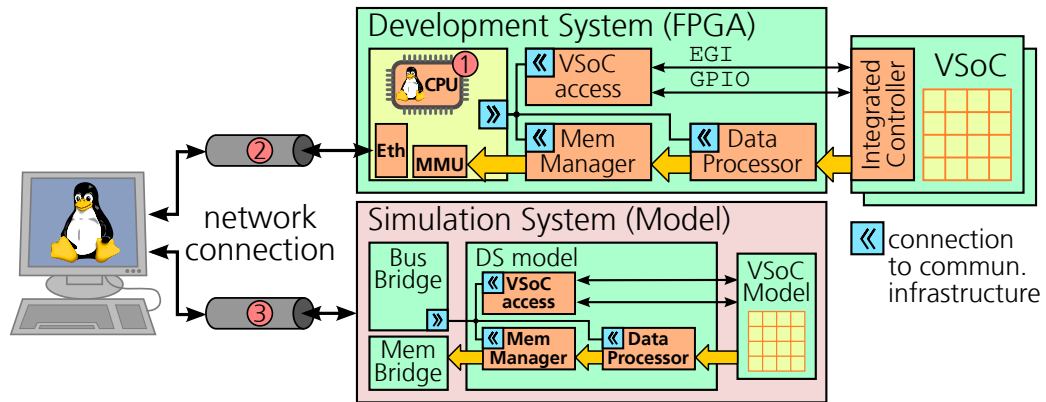 Development System (FPGA)
1
CPU
Eth
MMU
VSoC
access
EGI
GPIO
Mem
Manager
Data
Processor
Integrated
Controller
VSoC
2
network
connection
3
Simulation System (Model)
Bus
Bridge
Mem
Bridge
DS model
VSoC
access
Mem
Manager
Data
Processor
VSoC
Model
connection
to commun.
infrastructure